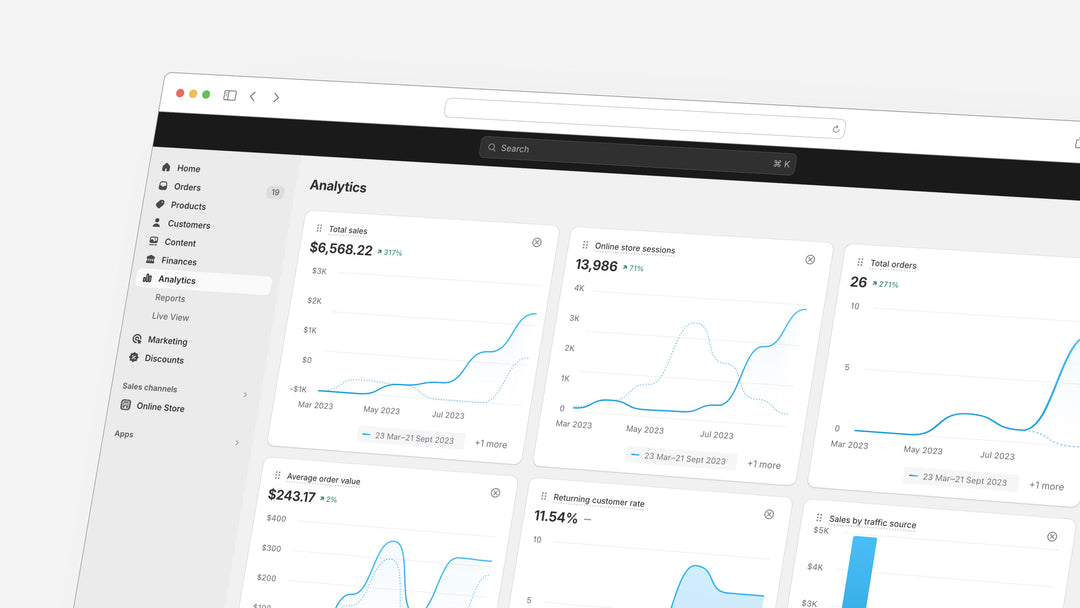 Search
⌘ K
Home
Orders
19
Products
Customers
Content
Finances
Analytics
Reports
Live View
Marketing
Discounts
Sales channels
Online Store
Apps
Analytics
Total sales
$6,568.22 317%
$3K
$2K
$1K
$0
-$1K
Mar 2023
May 2023
Jul 2023
23 Mar–21 Sept 2023
+1 more
Online store sessions
13,986 71%
4K
3K
2K
1K
0
Mar 2023
May 2023
Jul 2023
23 Mar–21 Sept 2023
+1 more
Total orders
26 271%
10
5
0
Mar 2023
May 2023
Jul 2023
23 Mar–21 Sept 2023
+1 more
Average order value
$243.17 2%
$400
$300
$200
$100
Returning customer rate
11.54% –
10
5
Sales by traffic source
$5K
$4K
$3K